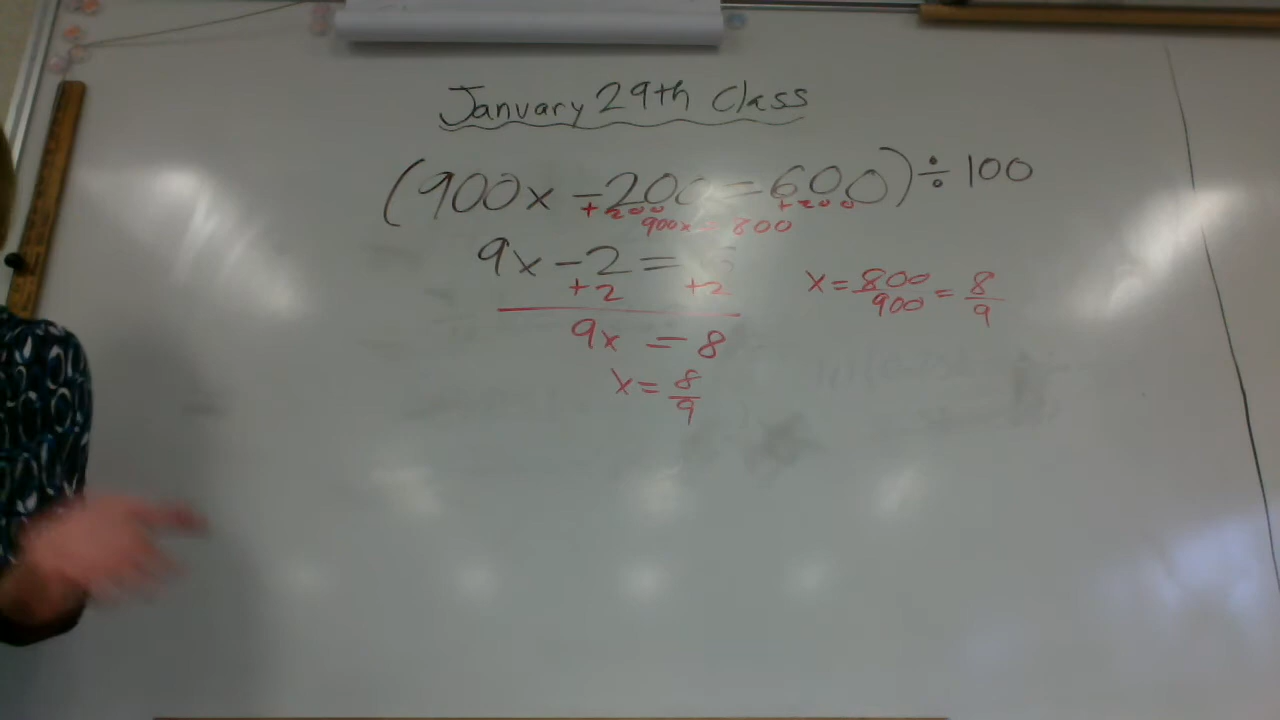 January 29th Class
(900x - 200 = 600) ÷ 100
+200 +200
900x = 800
9x - 2 =
+2 +2
x = 800/900 = 8/9
9x = 8
x = 8/9